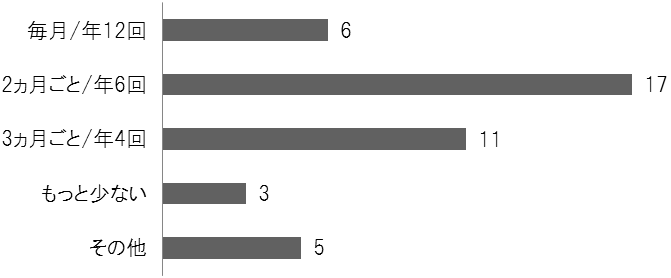 毎月/年12回 6
2ヵ月ごと/年6回 17
3ヵ月ごと/年4回 11
もっと少ない 3
その他 5